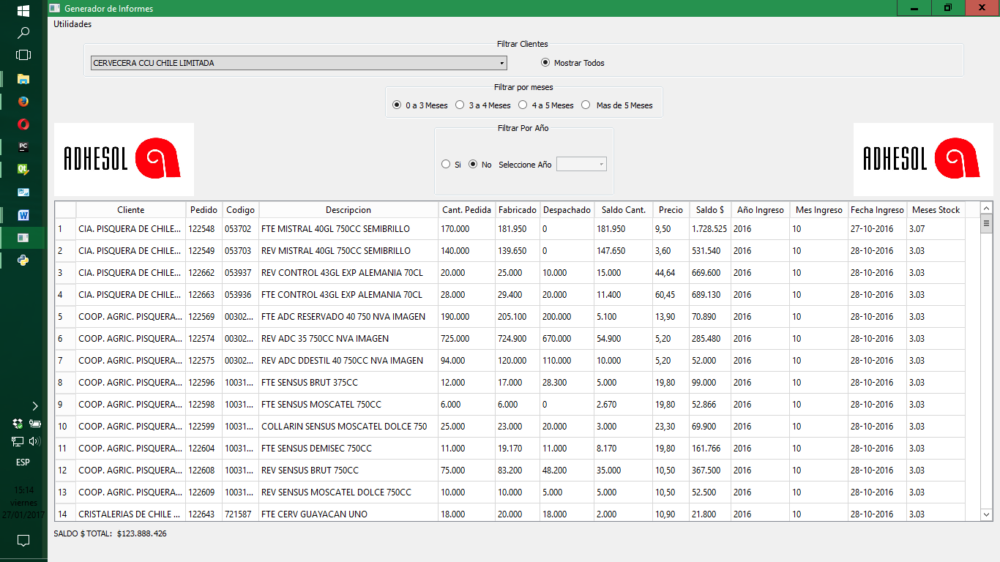 Generador de Informes
Utilidades
Filtrar Clientes
CERVECERA CCU CHILE LIMITADA Mostrar Todos
Filtrar por meses
0 a 3 Meses 3 a 4 Meses 4 a 5 Meses Mas de 5 Meses
Filtrar Por Año
Si No Seleccione Año
ADHESOL
ADHESOL
Cliente Pedido Codigo Descripcion Cant. Pedida Fabricado Despachado Saldo Cant. Precio Saldo $ Año Ingreso Mes Ingreso Fecha Ingreso Meses Stock
1 CIA. PISQUERA DE CHILE... 122548 053702 FTE MISTRAL 40GL 750CC SEMIBRILLO 170.000 181.950 0 181.950 9,50 1.728.525 2016 10 27-10-2016 3.07
2 CIA. PISQUERA DE CHILE... 122549 053703 REV MISTRAL 40GL 750CC SEMIBRILLO 140.000 139.650 0 147.650 3,60 531.540 2016 10 28-10-2016 3.03
3 CIA. PISQUERA DE CHILE... 122662 053937 REV CONTROL 43GL EXP ALEMANIA 70CL 20.000 25.000 10.000 15.000 44,64 669.600 2016 10 28-10-2016 3.03
4 CIA. PISQUERA DE CHILE... 122663 053936 FTE CONTROL 43GL EXP ALEMANIA 70CL 28.000 29.400 20.000 11.400 60,45 689.130 2016 10 28-10-2016 3.03
5 COOP. AGRIC. PISQUERA... 122569 00302... FTE ADC RESERVADO 40 750 NVA IMAGEN 190.000 205.100 200.000 5.100 13,90 70.890 2016 10 28-10-2016 3.03
6 COOP. AGRIC. PISQUERA... 122574 00302... REV ADC 35 750CC NVA IMAGEN 725.000 724.900 670.000 54.900 5,20 285.480 2016 10 28-10-2016 3.03
7 COOP. AGRIC. PISQUERA... 122575 00302... REV ADC DDESTIL 40 750CC NVA IMAGEN 94.000 120.000 110.000 10.000 5,20 52.000 2016 10 28-10-2016 3.03
8 COOP. AGRIC. PISQUERA... 122596 10031... FTE SENSUS BRUT 375CC 12.000 17.000 28.300 5.000 19,80 99.000 2016 10 28-10-2016 3.03
9 COOP. AGRIC. PISQUERA... 122598 10031... FTE SENSUS MOSCATEL 750CC 6.000 6.000 0 2.670 19,80 52.866 2016 10 28-10-2016 3.03
10 COOP. AGRIC. PISQUERA... 122599 10031... COLLARIN SENSUS MOSCATEL DOLCE 750 25.000 23.000 20.000 3.000 23,30 69.900 2016 10 28-10-2016 3.03
11 COOP. AGRIC. PISQUERA... 122604 10031... FTE SENSUS DEMISEC 750CC 11.000 19.170 11.000 8.170 19,80 161.766 2016 10 28-10-2016 3.03
12 COOP. AGRIC. PISQUERA... 122608 10031... REV SENSUS BRUT 750CC 75.000 83.200 48.200 35.000 10,50 367.500 2016 10 28-10-2016 3.03
13 COOP. AGRIC. PISQUERA... 122609 10031... REV SENSUS MOSCATEL DOLCE 750CC 10.000 10.000 5.000 5.000 10,50 52.500 2016 10 28-10-2016 3.03
14 CRISTALERIAS DE CHILE ... 122643 721587 FTE CERV GUAYACAN UNO 18.000 20.000 18.000 2.000 10,90 21.800 2016 10 28-10-2016 3.03
SALDO $ TOTAL: $123.888.426
PC
Qt
W
ESP
15:14
viernes
27/01/2017